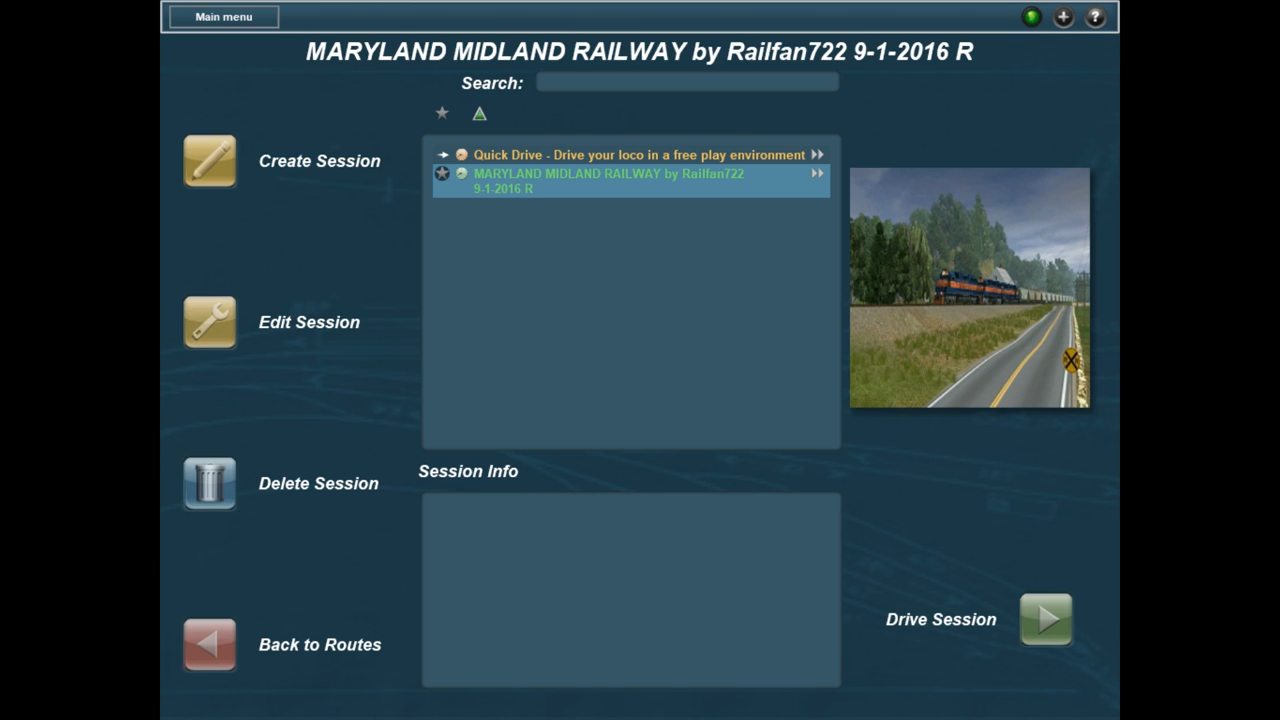 Main menu
?
MARYLAND MIDLAND RAILWAY by Railfan722 9-1-2016 R
Search:
Create Session
Quick Drive - Drive your loco in a free play environment
MARYLAND MIDLAND RAILWAY by Railfan722
9-1-2016 R
Edit Session
Session Info
Delete Session
Drive Session
Back to Routes